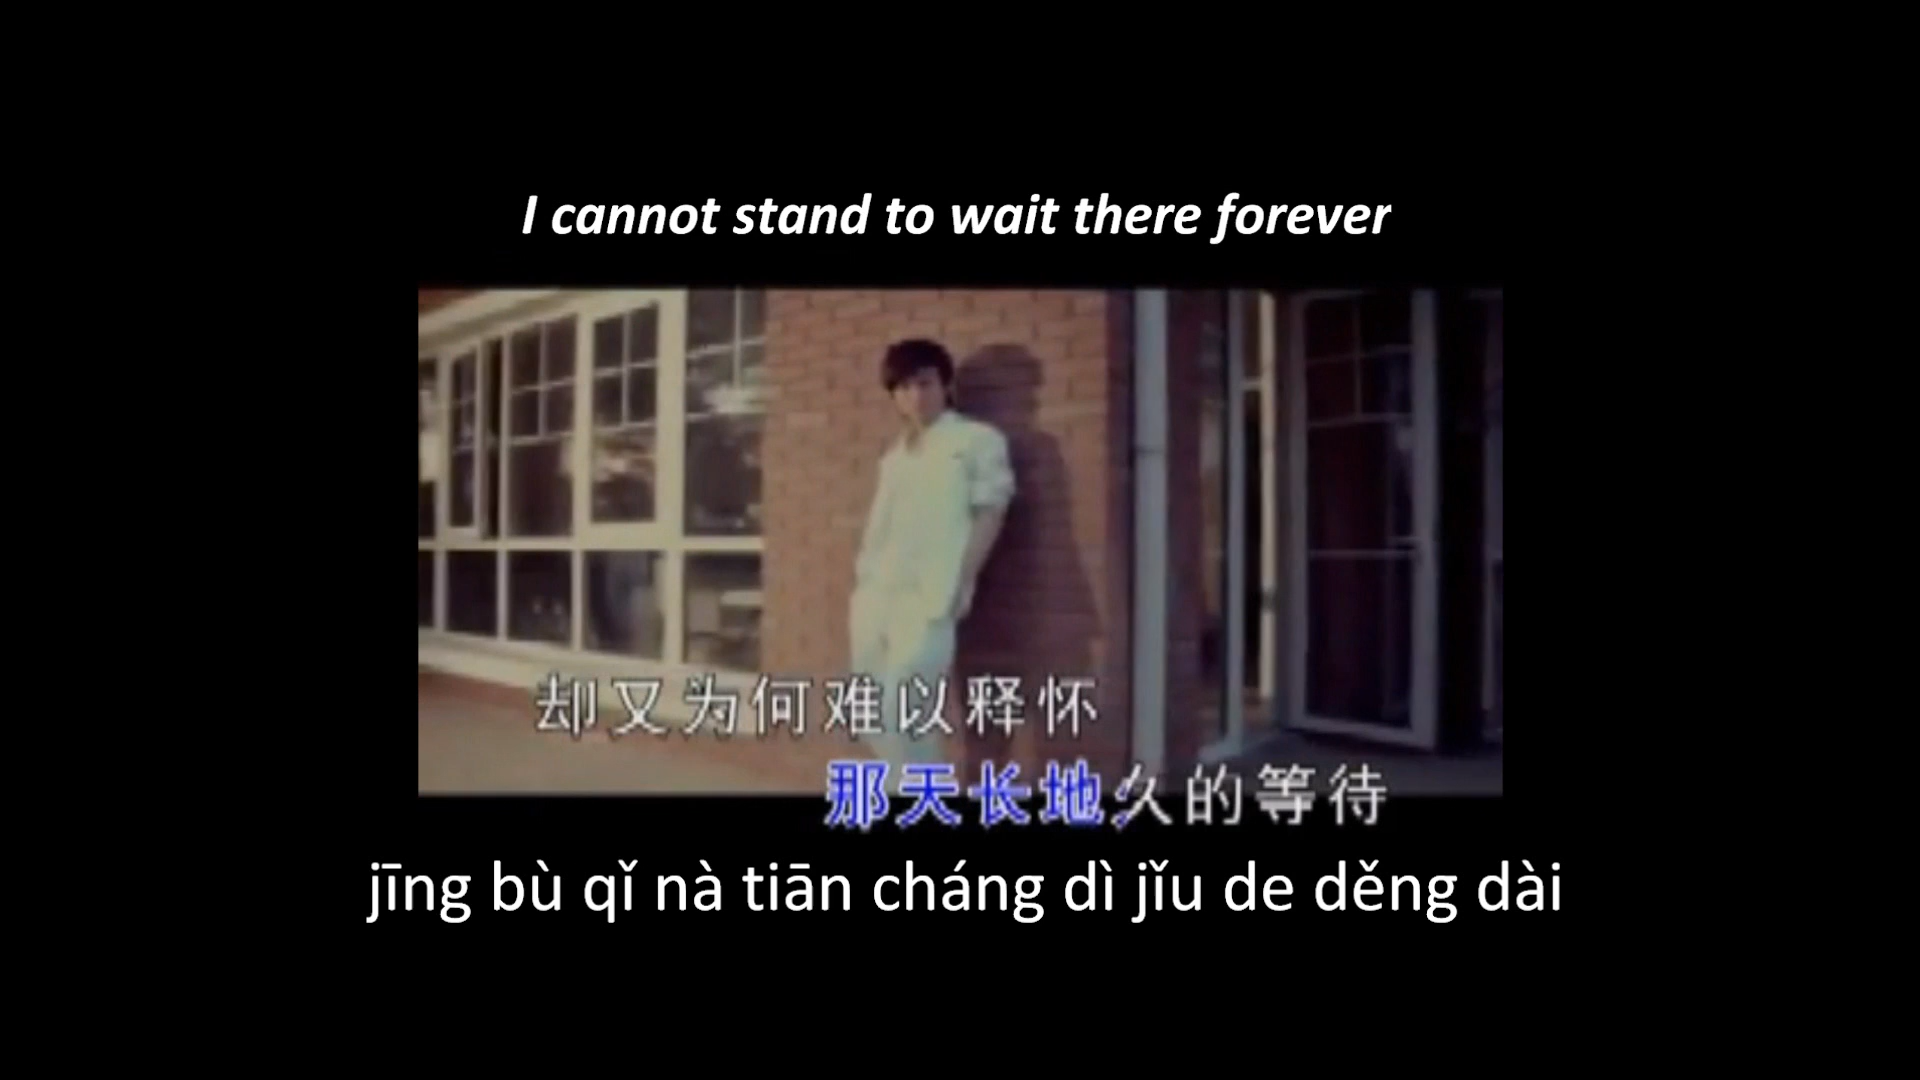 I cannot stand to wait there forever
却又为何难以释怀
那天长地久的等待
jīng bù qǐ nà tiān cháng dì jǐu de děng dài